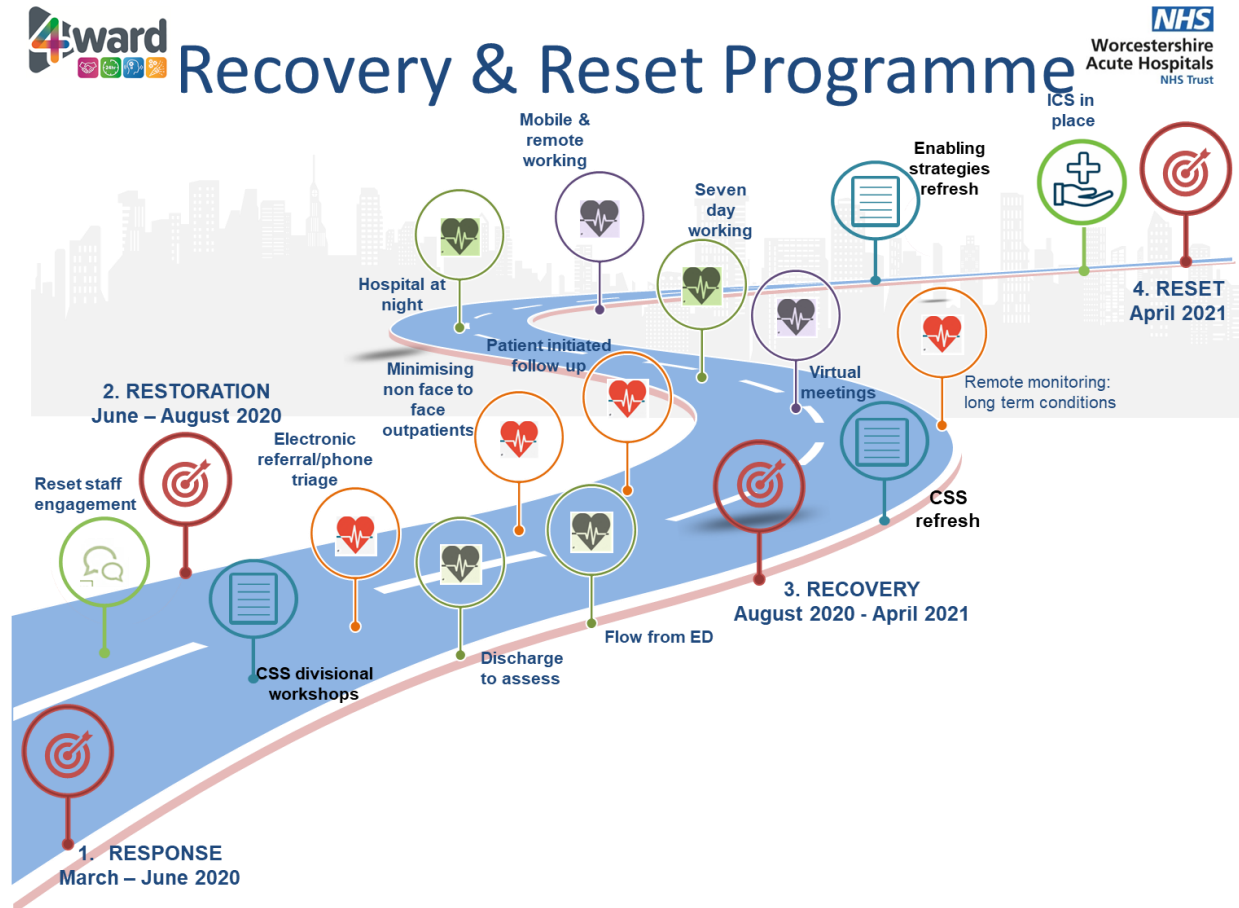 4ward
Recovery & Reset Programme
NHS
Worcestershire
Acute Hospitals
NHS Trust
ICS in
place
Mobile &
remote
working
Enabling
strategies
refresh
Seven
day
working
Hospital at
night
4. RESET
April 2021
Patient initiated
follow up
Minimising
non face to
face
outpatients
Virtual
meetings
Remote monitoring:
long term conditions
2. RESTORATION
June – August 2020
Electronic
referral/phone
triage
Reset staff
engagement
CSS
refresh
3. RECOVERY
August 2020 - April 2021
Flow from ED
Discharge
to assess
CSS divisional
workshops
1. RESPONSE
March – June 2020